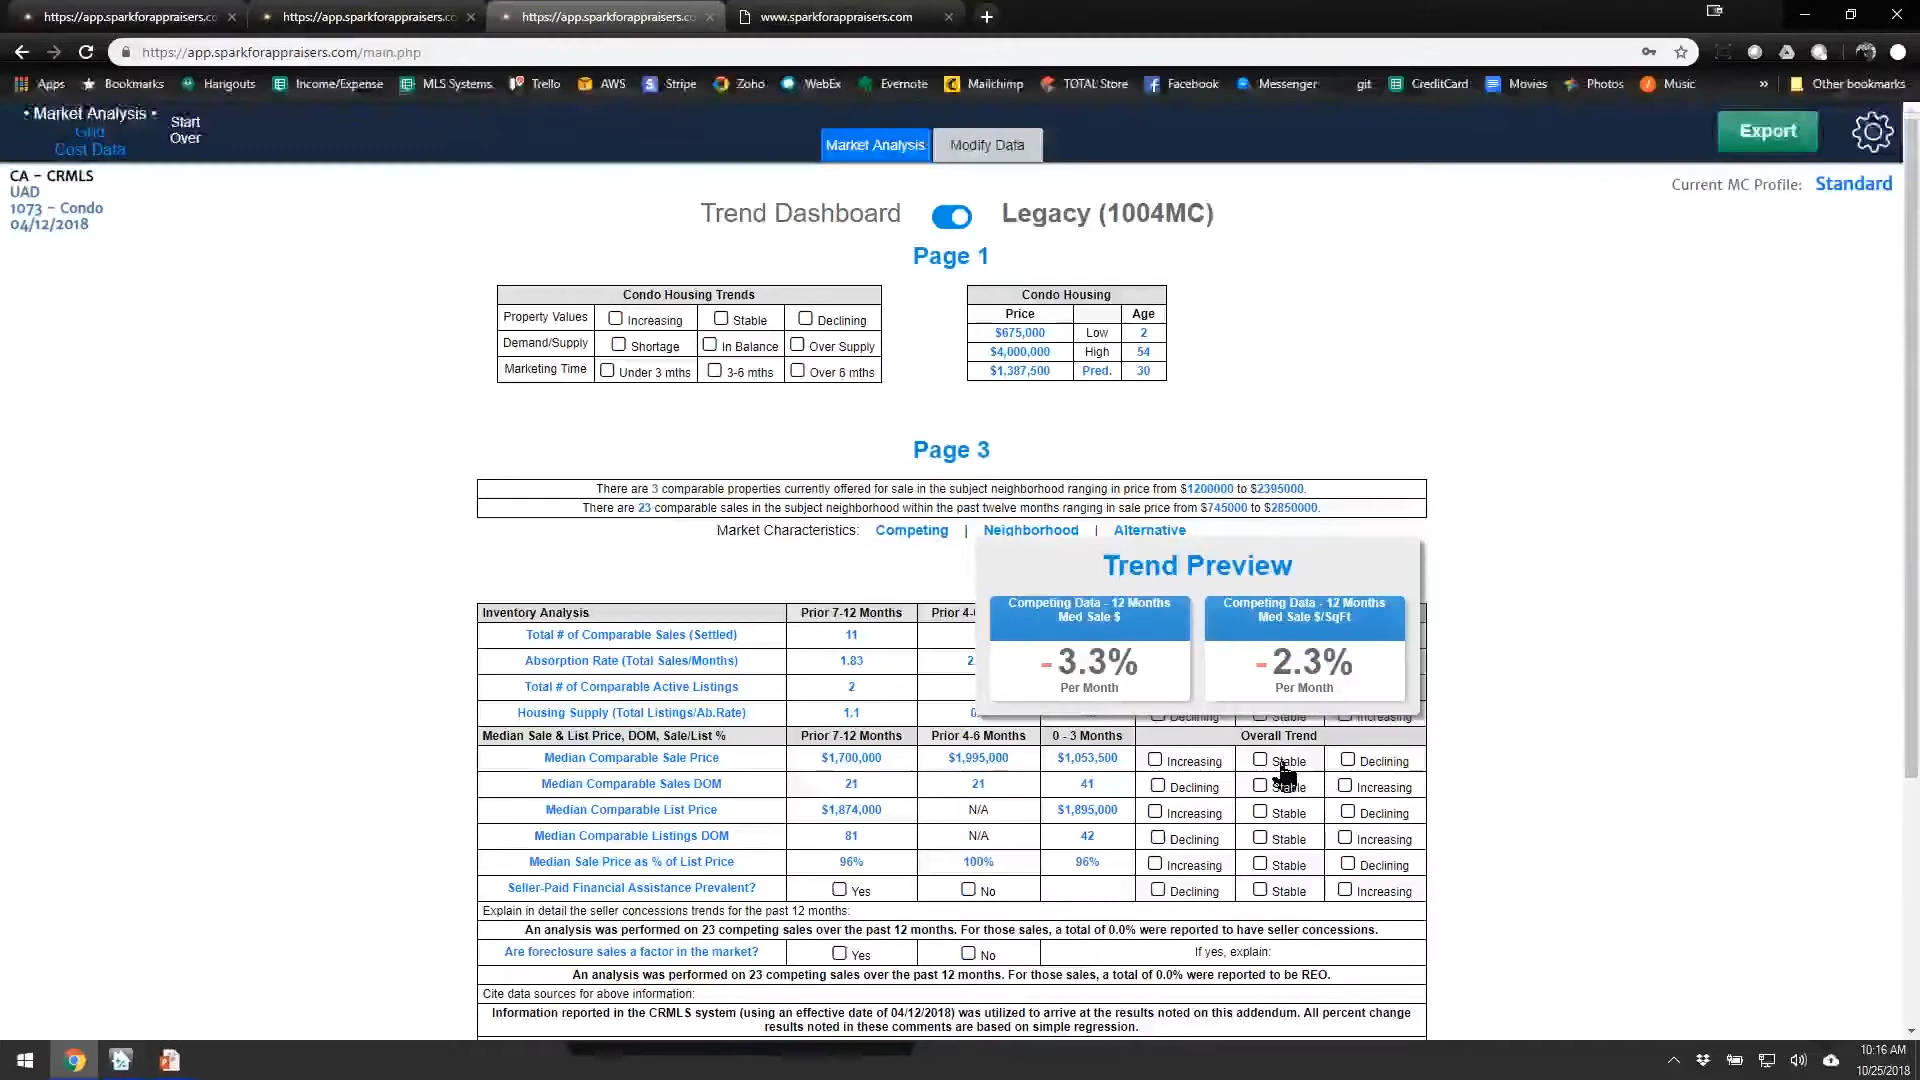 https://app.sparkforappraisers.cc
https://app.sparkforappraisers.cc
https://app.sparkforappraisers.cc
www.sparkforappraisers.com
https://app.sparkforappraisers.com/main.php
Apps Bookmarks Hangouts Income/Expense MLS Systems Trello AWS Stripe Zoho WebEx Evernote Mailchimp TOTAL Store Facebook Messenger git CreditCard Movies Photos Music » Other bookmarks
• Market Analysis •
Grid
Cost Data
Start
Over
Market Analysis
Modify Data
Export
CA - CRMLS
UAD
1073 - Condo
04/12/2018
Current MC Profile: Standard
Trend Dashboard Legacy (1004MC)
Page 1
Condo Housing Trends
Property Values Increasing Stable Declining
Demand/Supply Shortage In Balance Over Supply
Marketing Time Under 3 mths 3-6 mths Over 6 mths
Condo Housing
Price Age
$675,000 Low 2
$4,000,000 High 54
$1,387,500 Pred. 30
Page 3
There are 3 comparable properties currently offered for sale in the subject neighborhood ranging in price from $1200000 to $2395000.
There are 23 comparable sales in the subject neighborhood within the past twelve months ranging in sale price from $745000 to $2850000.
Market Characteristics: Competing | Neighborhood | Alternative
Trend Preview
Competing Data - 12 Months
Med Sale $
-3.3%
Per Month
Competing Data - 12 Months
Med Sale $/SqFt
-2.3%
Per Month
Inventory Analysis Prior 7-12 Months Prior 4-
Total # of Comparable Sales (Settled) 11
Absorption Rate (Total Sales/Months) 1.83 2.
Total # of Comparable Active Listings 2
Housing Supply (Total Listings/Ab.Rate) 1.1 0. Declining Stable Increasing
Median Sale & List Price, DOM, Sale/List % Prior 7-12 Months Prior 4-6 Months 0 - 3 Months Overall Trend
Median Comparable Sale Price $1,700,000 $1,995,000 $1,053,500 Increasing Stable Declining
Median Comparable Sales DOM 21 21 41 Declining Stable Increasing
Median Comparable List Price $1,874,000 N/A $1,895,000 Increasing Stable Declining
Median Comparable Listings DOM 81 N/A 42 Declining Stable Increasing
Median Sale Price as % of List Price 96% 100% 96% Increasing Stable Declining
Seller-Paid Financial Assistance Prevalent? Yes No Declining Stable Increasing
Explain in detail the seller concessions trends for the past 12 months:
An analysis was performed on 23 competing sales over the past 12 months. For those sales, a total of 0.0% were reported to have seller concessions.
Are foreclosure sales a factor in the market? Yes No If yes, explain:
An analysis was performed on 23 competing sales over the past 12 months. For those sales, a total of 0.0% were reported to be REO.
Cite data sources for above information:
Information reported in the CRMLS system (using an effective date of 04/12/2018) was utilized to arrive at the results noted on this addendum. All percent change
results noted in these comments are based on simple regression.
10:16 AM
10/25/2018